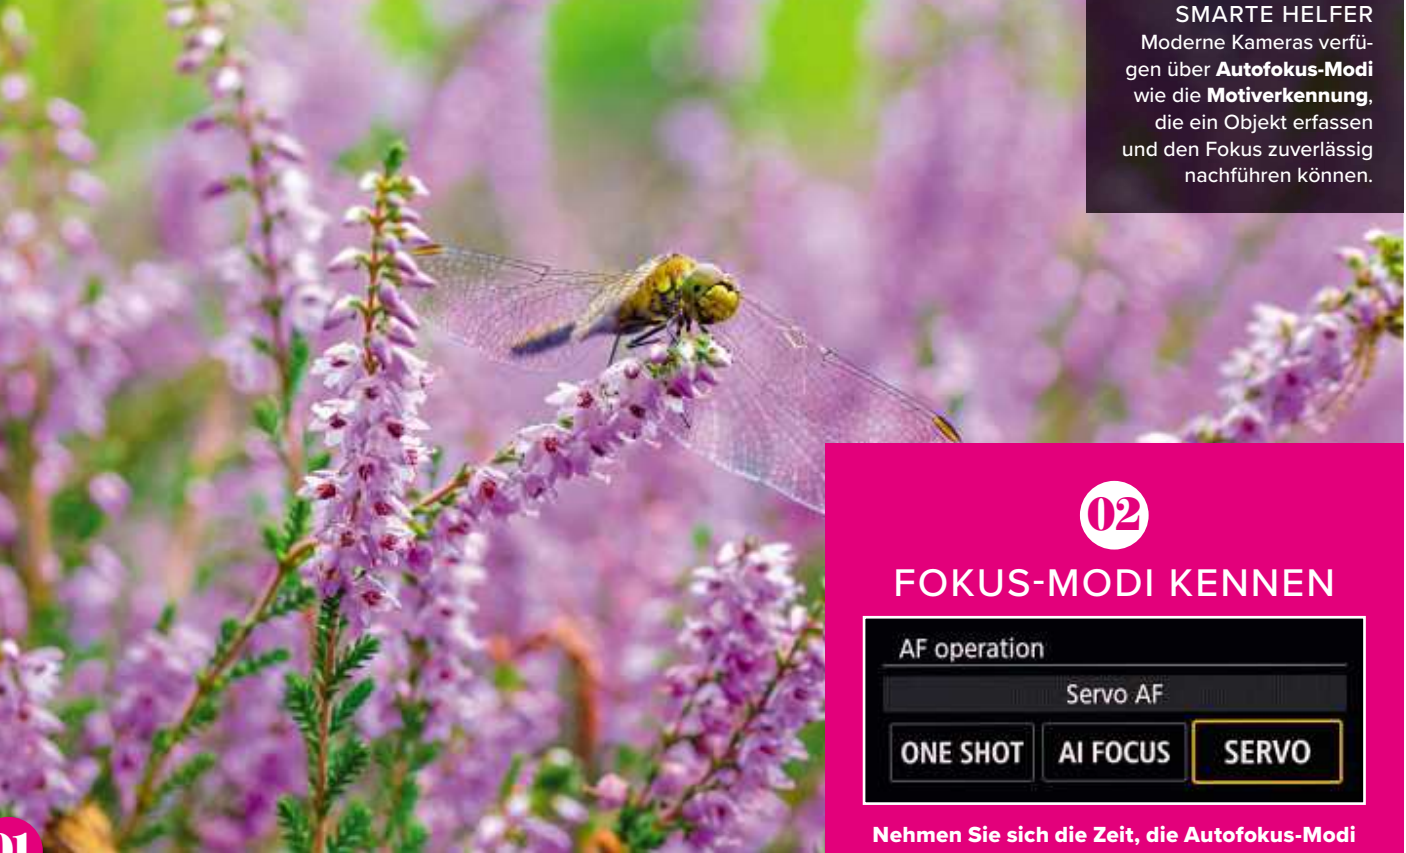 SMARTE HELFER
Moderne Kameras verfü-
gen über Autofokus-Modi
wie die Motiverkennung,
die ein Objekt erfassen
und den Fokus zuverlässig
nachführen können.
02
FOKUS-MODI KENNEN
AF operation
Servo AF
ONE SHOT AI FOCUS SERVO
Nehmen Sie sich die Zeit, die Autofokus-Modi
01